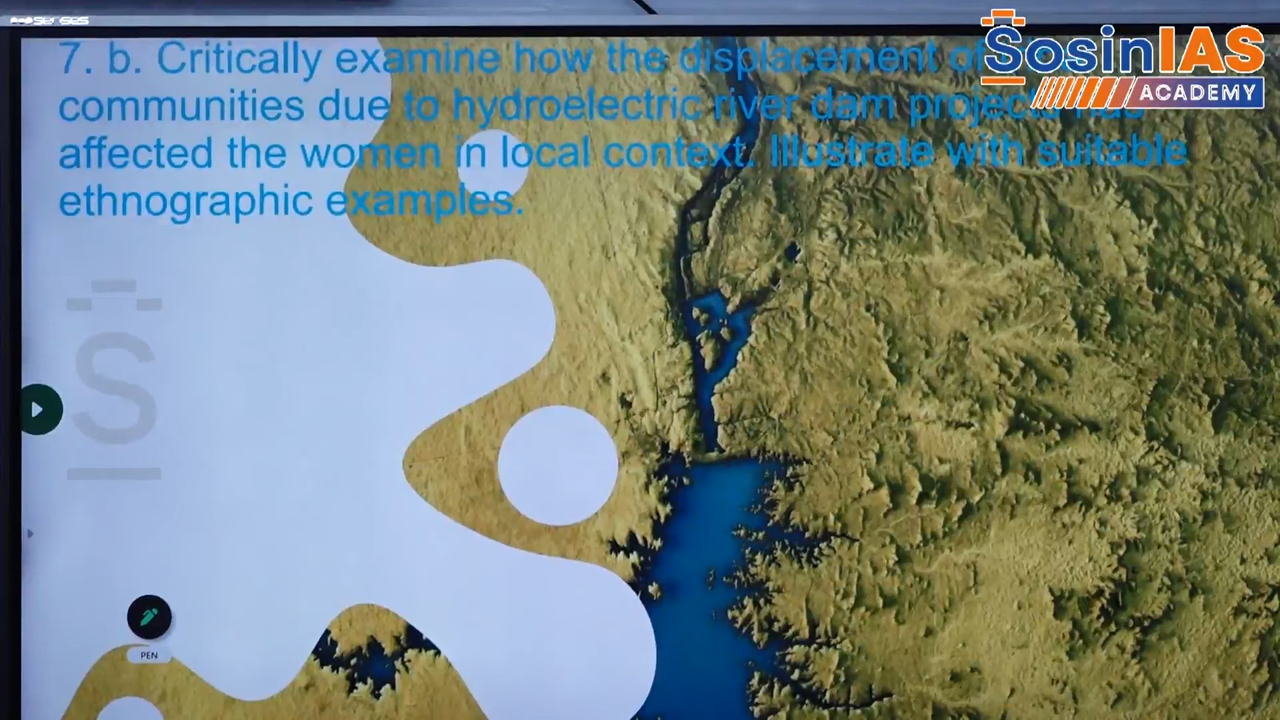 7. b. Critically examine how the displacement of
communities due to hydroelectric river dam projects has
affected the women in local context. Illustrate with suitable
ethnographic examples.
SosinIAS
ACADEMY
S
PEN